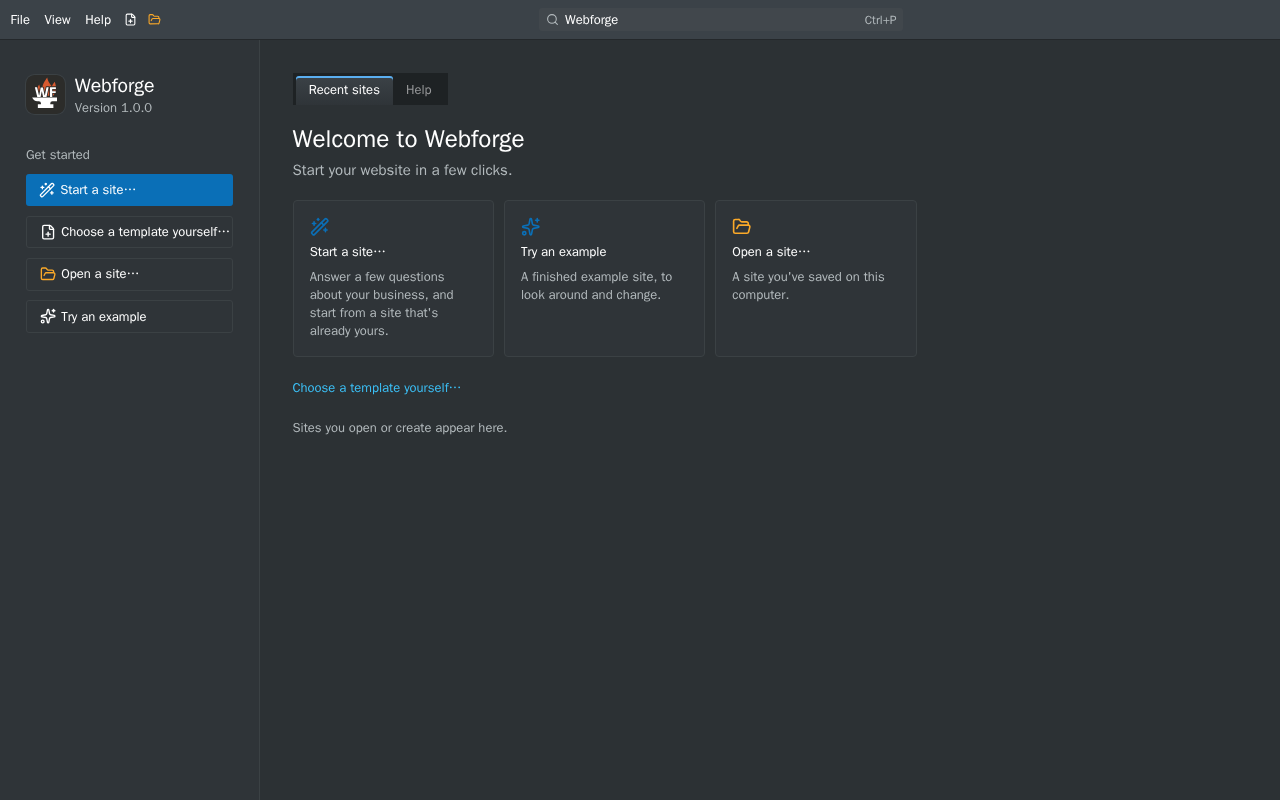 File View Help
Webforge
Ctrl+P
WF
Webforge
Version 1.0.0
Get started
Start a site…
Choose a template yourself…
Open a site…
Try an example
Recent sites
Help
Welcome to Webforge
Start your website in a few clicks.
Start a site…
Answer a few questions
about your business, and
start from a site that's
already yours.
Try an example
A finished example site, to
look around and change.
Open a site…
A site you've saved on this
computer.
Choose a template yourself…
Sites you open or create appear here.